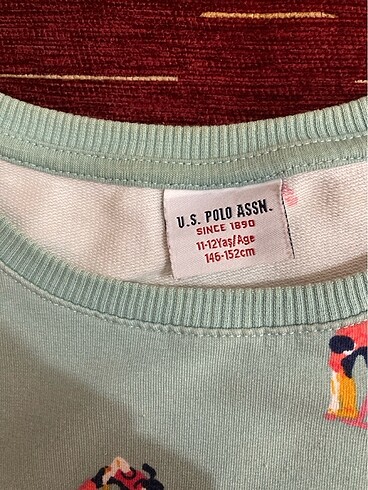 U.S. POLO ASSN.
SINCE 1890
11-12Yaş/Age
146-152cm